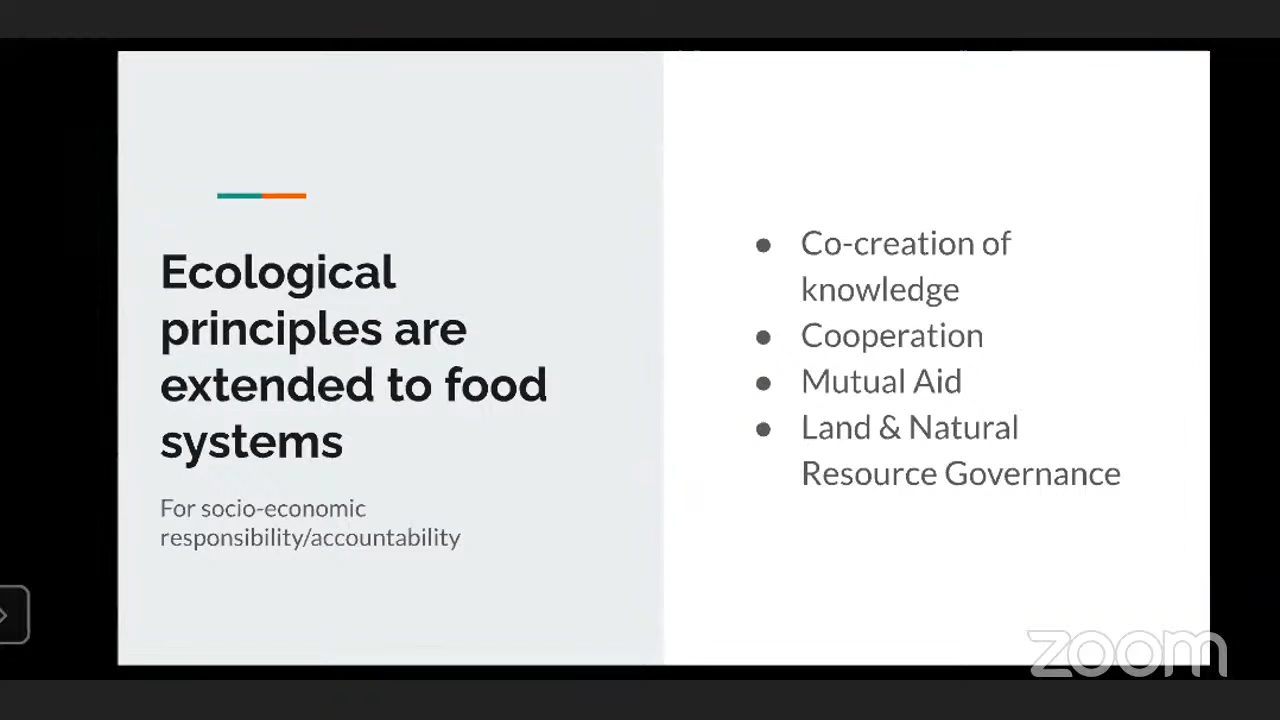 Ecological
principles are
extended to food
systems
For socio-economic
responsibility/accountability
● Co-creation of
knowledge
● Cooperation
● Mutual Aid
● Land & Natural
Resource Governance
zoom